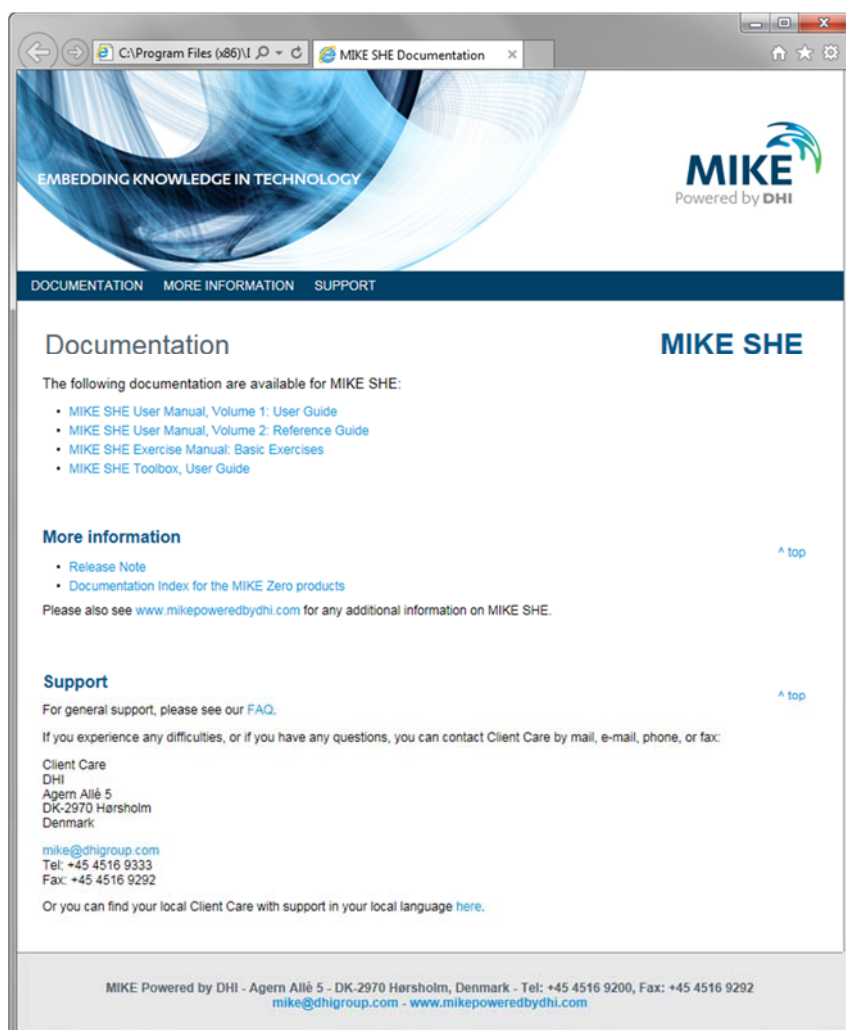 C:\Program Files (x86)\I
MIKE SHE Documentation
EMBEDDING KNOWLEDGE IN TECHNOLOGY
MIKE
Powered by DHI
DOCUMENTATION MORE INFORMATION SUPPORT
Documentation MIKE SHE
The following documentation are available for MIKE SHE:
• MIKE SHE User Manual, Volume 1: User Guide
• MIKE SHE User Manual, Volume 2: Reference Guide
• MIKE SHE Exercise Manual: Basic Exercises
• MIKE SHE Toolbox, User Guide
More information
^ top
• Release Note
• Documentation Index for the MIKE Zero products
Please also see www.mikepoweredbydhi.com for any additional information on MIKE SHE.
Support
^ top
For general support, please see our FAQ.
If you experience any difficulties, or if you have any questions, you can contact Client Care by mail, e-mail, phone, or fax:
Client Care
DHI
Agern Allé 5
DK-2970 Hørsholm
Denmark
mike@dhigroup.com
Tel: +45 4516 9333
Fax: +45 4516 9292
Or you can find your local Client Care with support in your local language here.
MIKE Powered by DHI - Agern Allé 5 - DK-2970 Hørsholm, Denmark - Tel: +45 4516 9200, Fax: +45 4516 9292
mike@dhigroup.com - www.mikepoweredbydhi.com